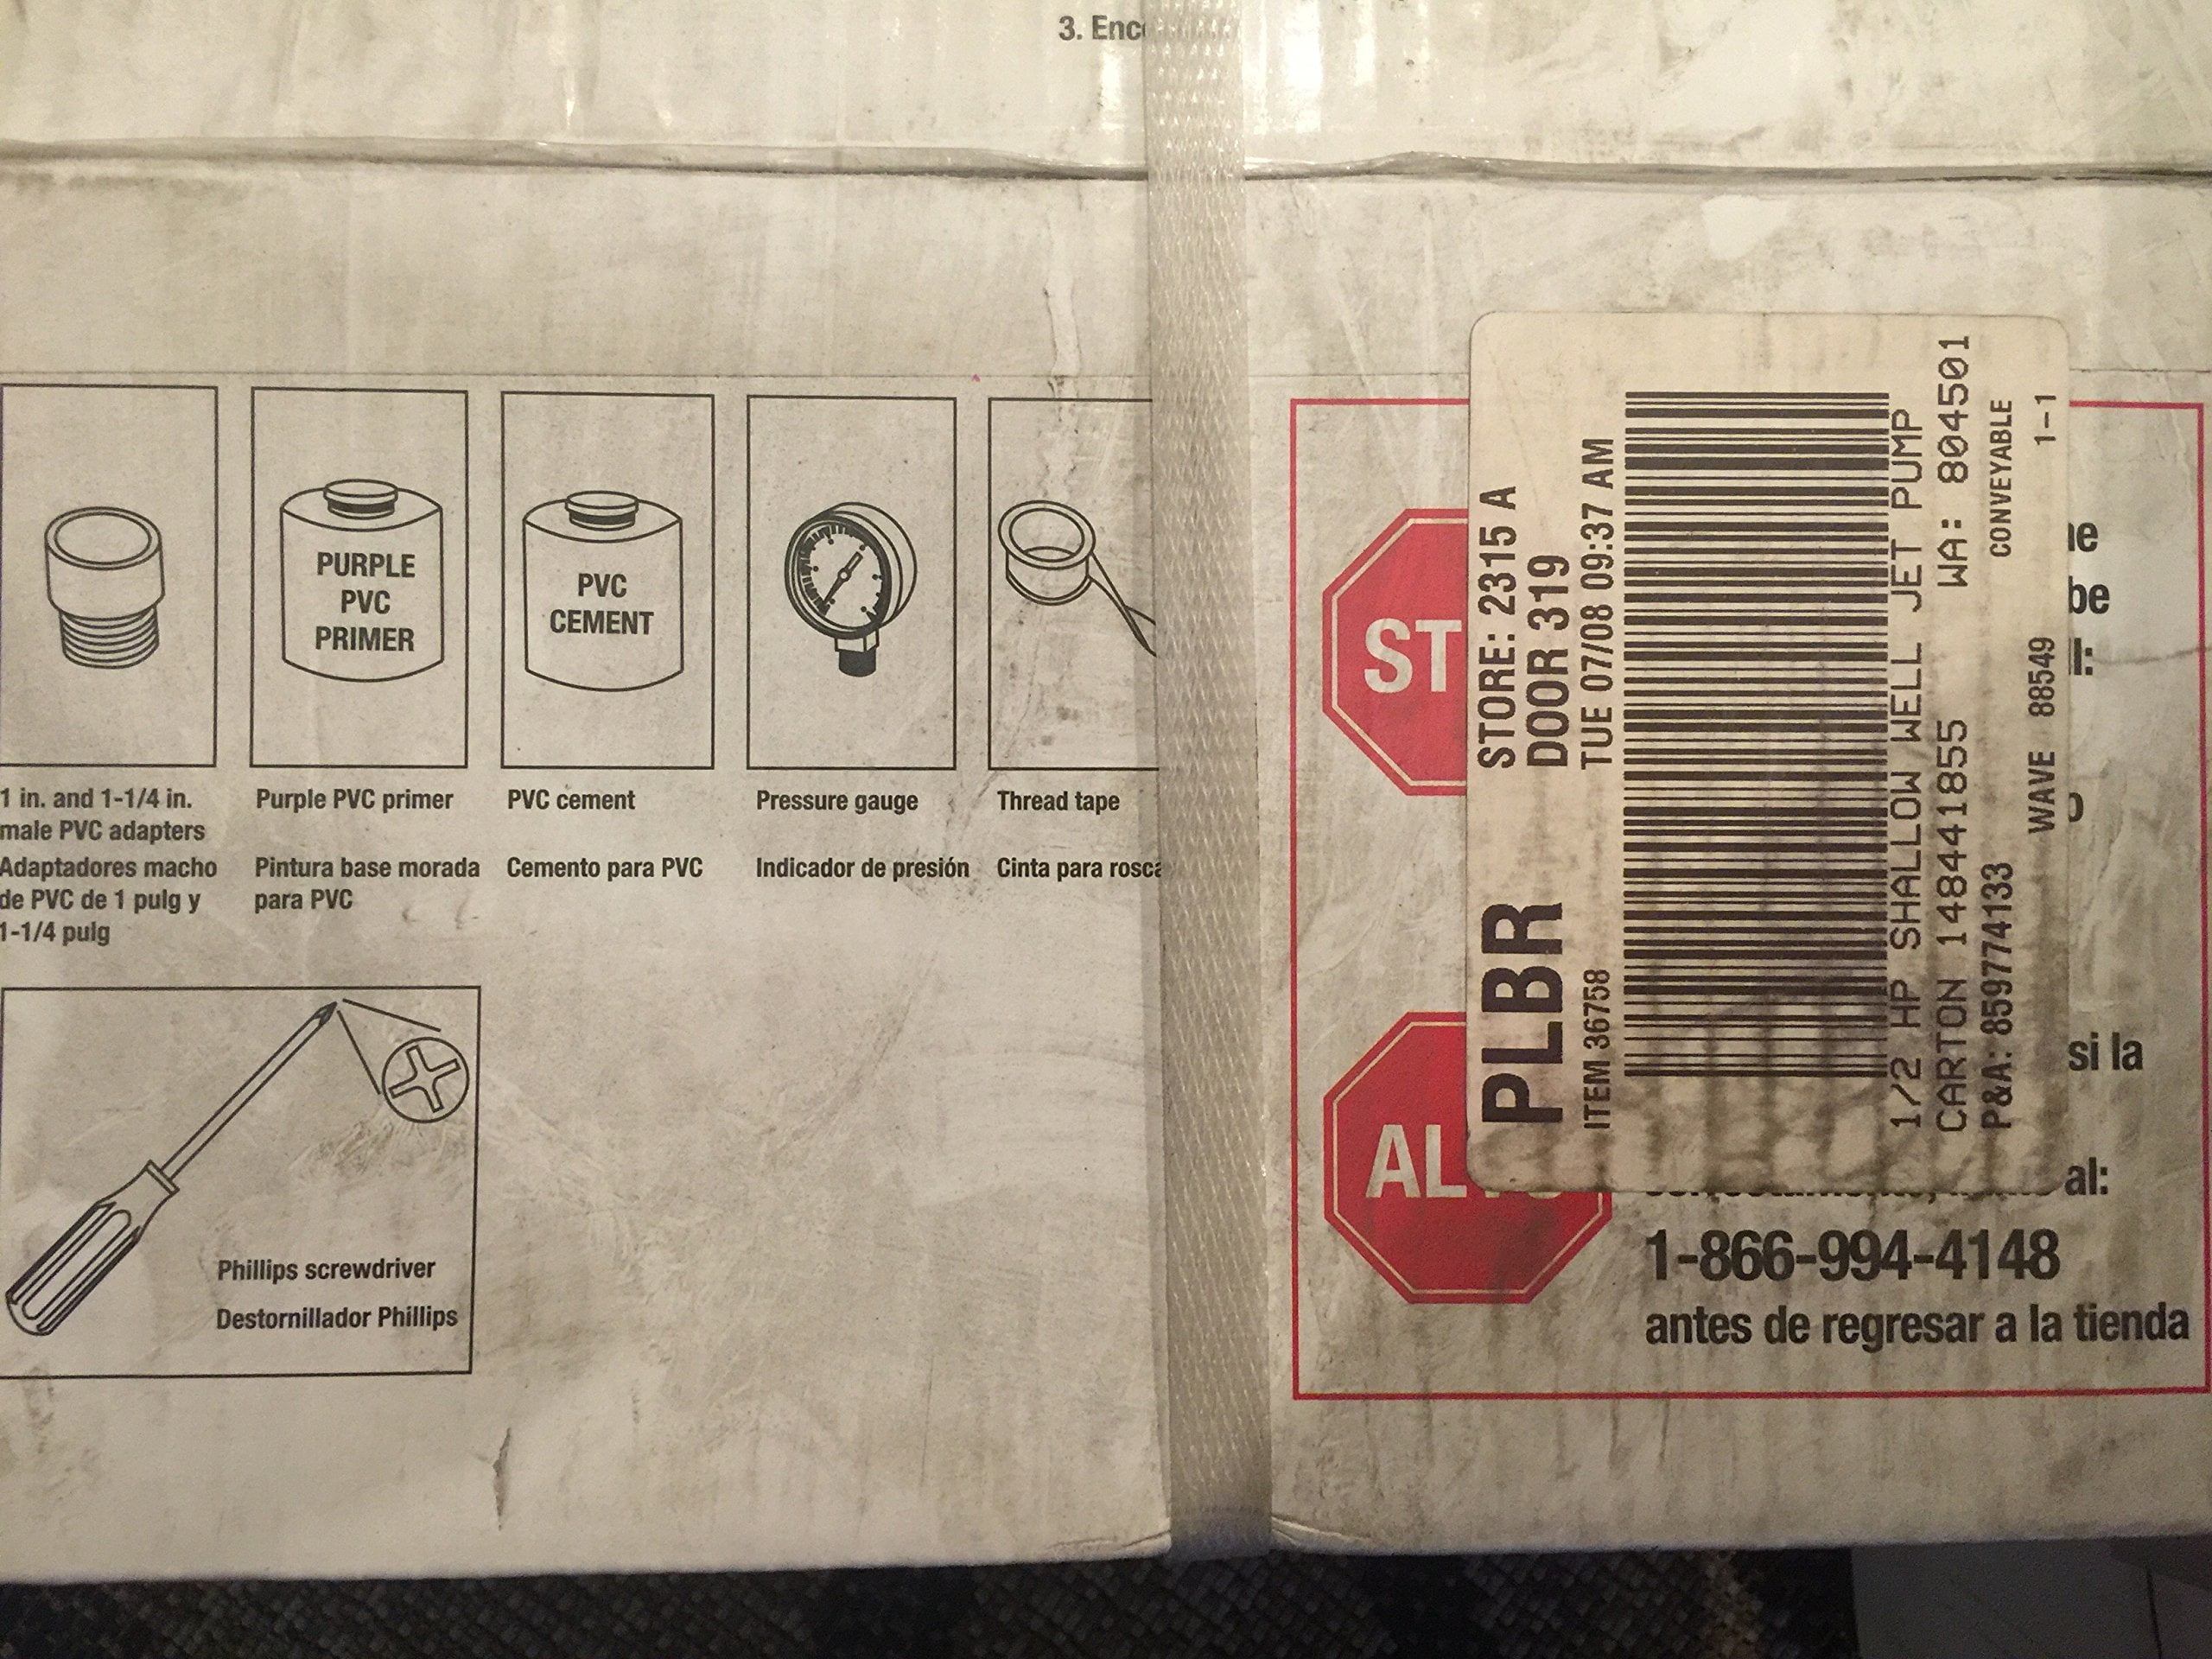 3. Enc
PURPLE
PVC
PRIMER
PVC
CEMENT
1 in. and 1-1/4 in.
male PVC adapters
Adaptadores macho
de PVC de 1 pulg y
1-1/4 pulg
Purple PVC primer
Pintura base morada
para PVC
PVC cement
Cemento para PVC
Pressure gauge
Indicador de presión
Thread tape
Cinta para rosca
Phillips screwdriver
Destornillador Phillips
ST
PLBR
STORE: 2315 A
DOOR 319
ITEM 36758
TUE 07/08 09:37 AM
1/2 HP SHALLOW WELL JET PUMP
CARTON 1484441855 WA: 804501
P&A: 859774133
CONVEYABLE
WAVE 88549 1-1
be
si la
al:
1-866-994-4148
antes de regresar a la tienda